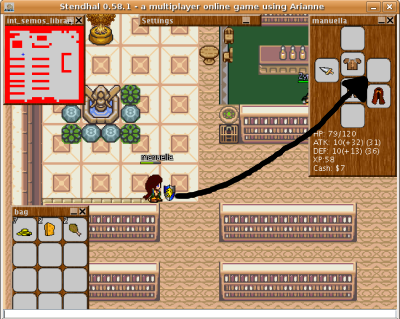 Stendhal 0.58.1 - a multiplayer online game using Arianne
int_semos_library
Settings
manuella
manuella
HP: 79/120
ATK: 10(+32) (31)
DEF: 10(+13) (36)
XP:58
Cash: $7
bag